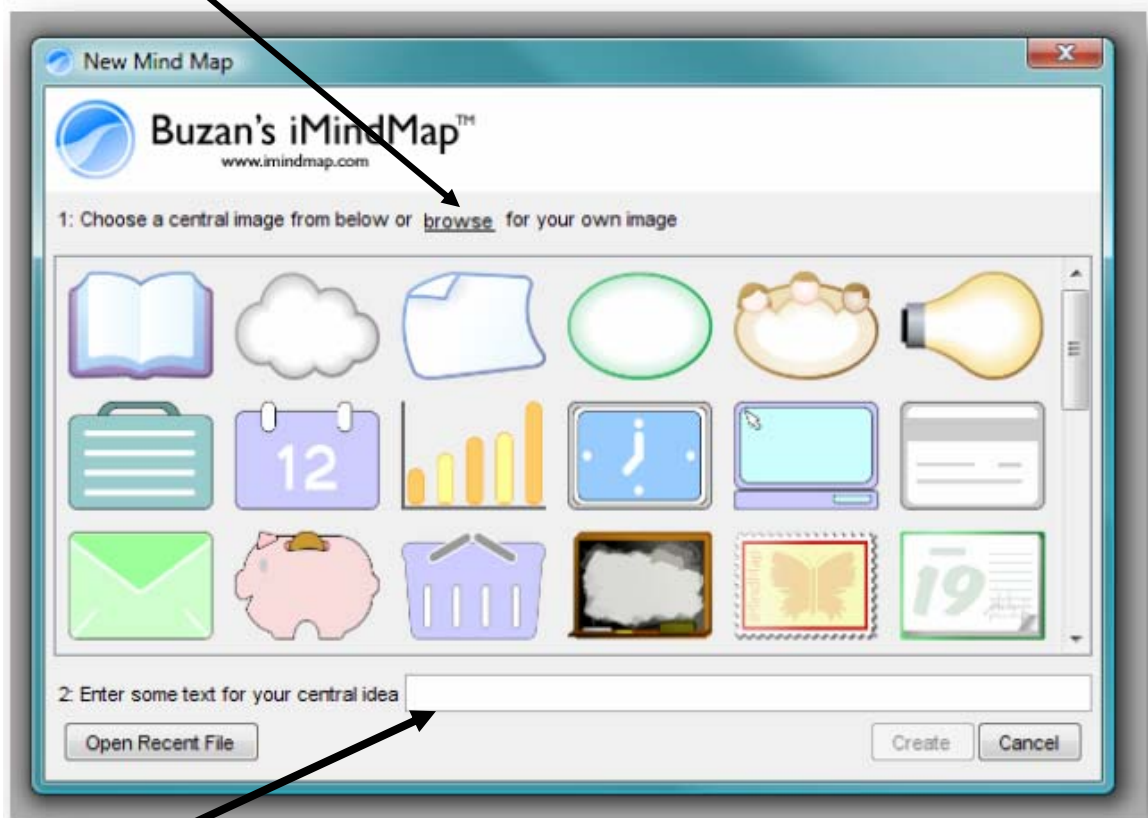 New Mind Map
Buzan's iMindMap™
www.imindmap.com
1: Choose a central image from below or browse for your own image
12
19
2: Enter some text for your central idea
Open Recent File
Create
Cancel